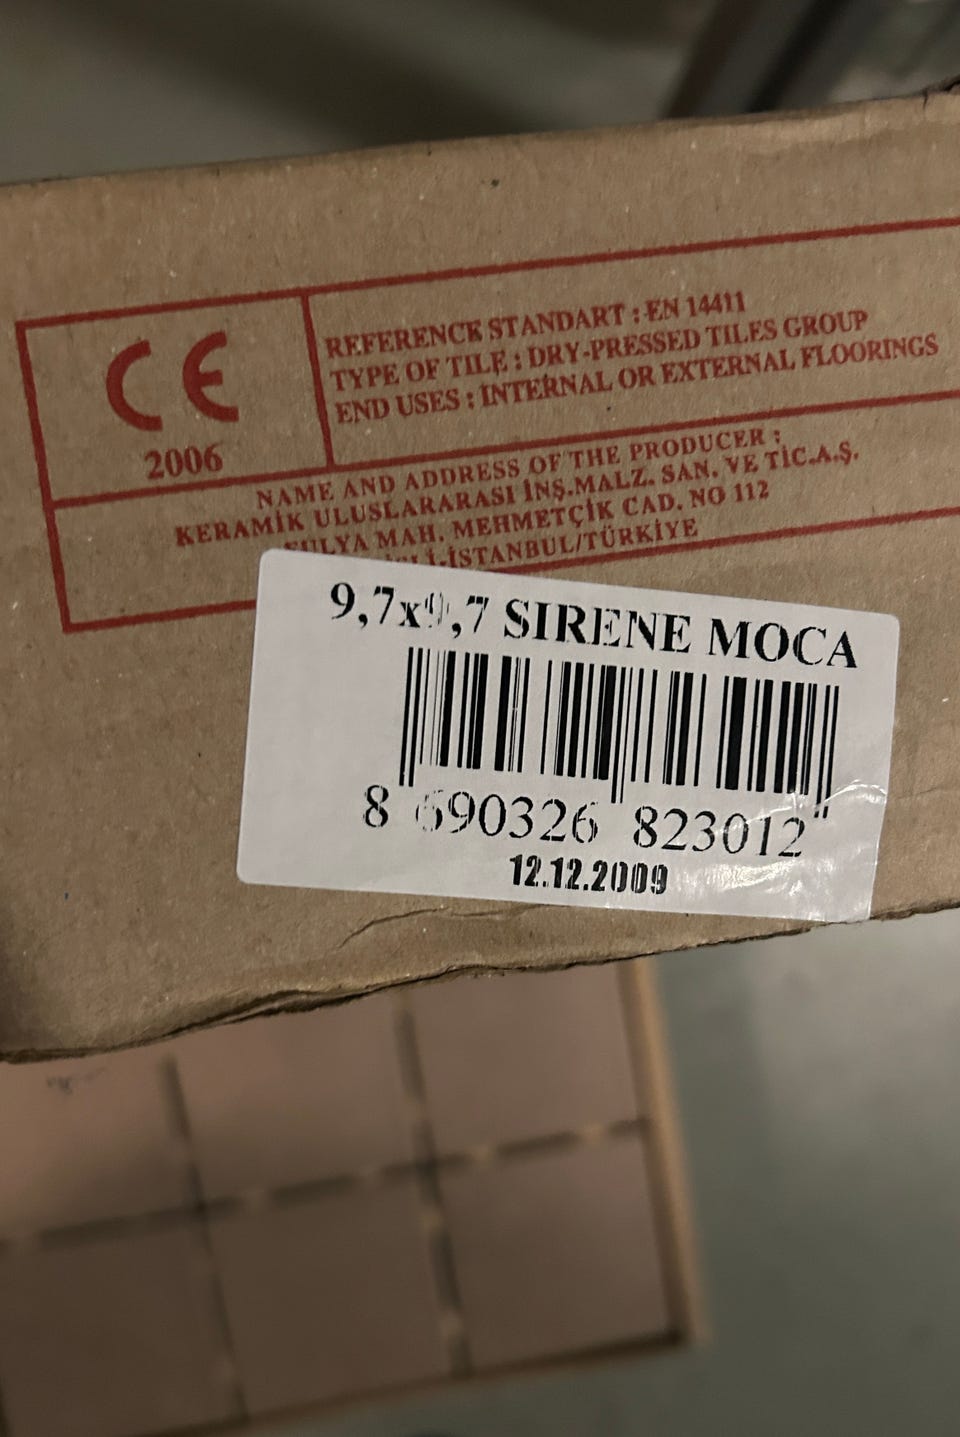 CE
2006
REFERENCE STANDART : EN 14411
TYPE OF TILE : DRY-PRESSED TILES GROUP
END USES : INTERNAL OR EXTERNAL FLOORINGS
NAME AND ADDRESS OF THE PRODUCER :
KERAMİK ULUSLARARASI İNŞ.MALZ. SAN. VE TİC.A.Ş.
MAH. MEHMETÇİK CAD. NO 112
İSTANBUL/TÜRKİYE
9,7x9,7 SIRENE MOCA
8 690326 823012
12.12.2009